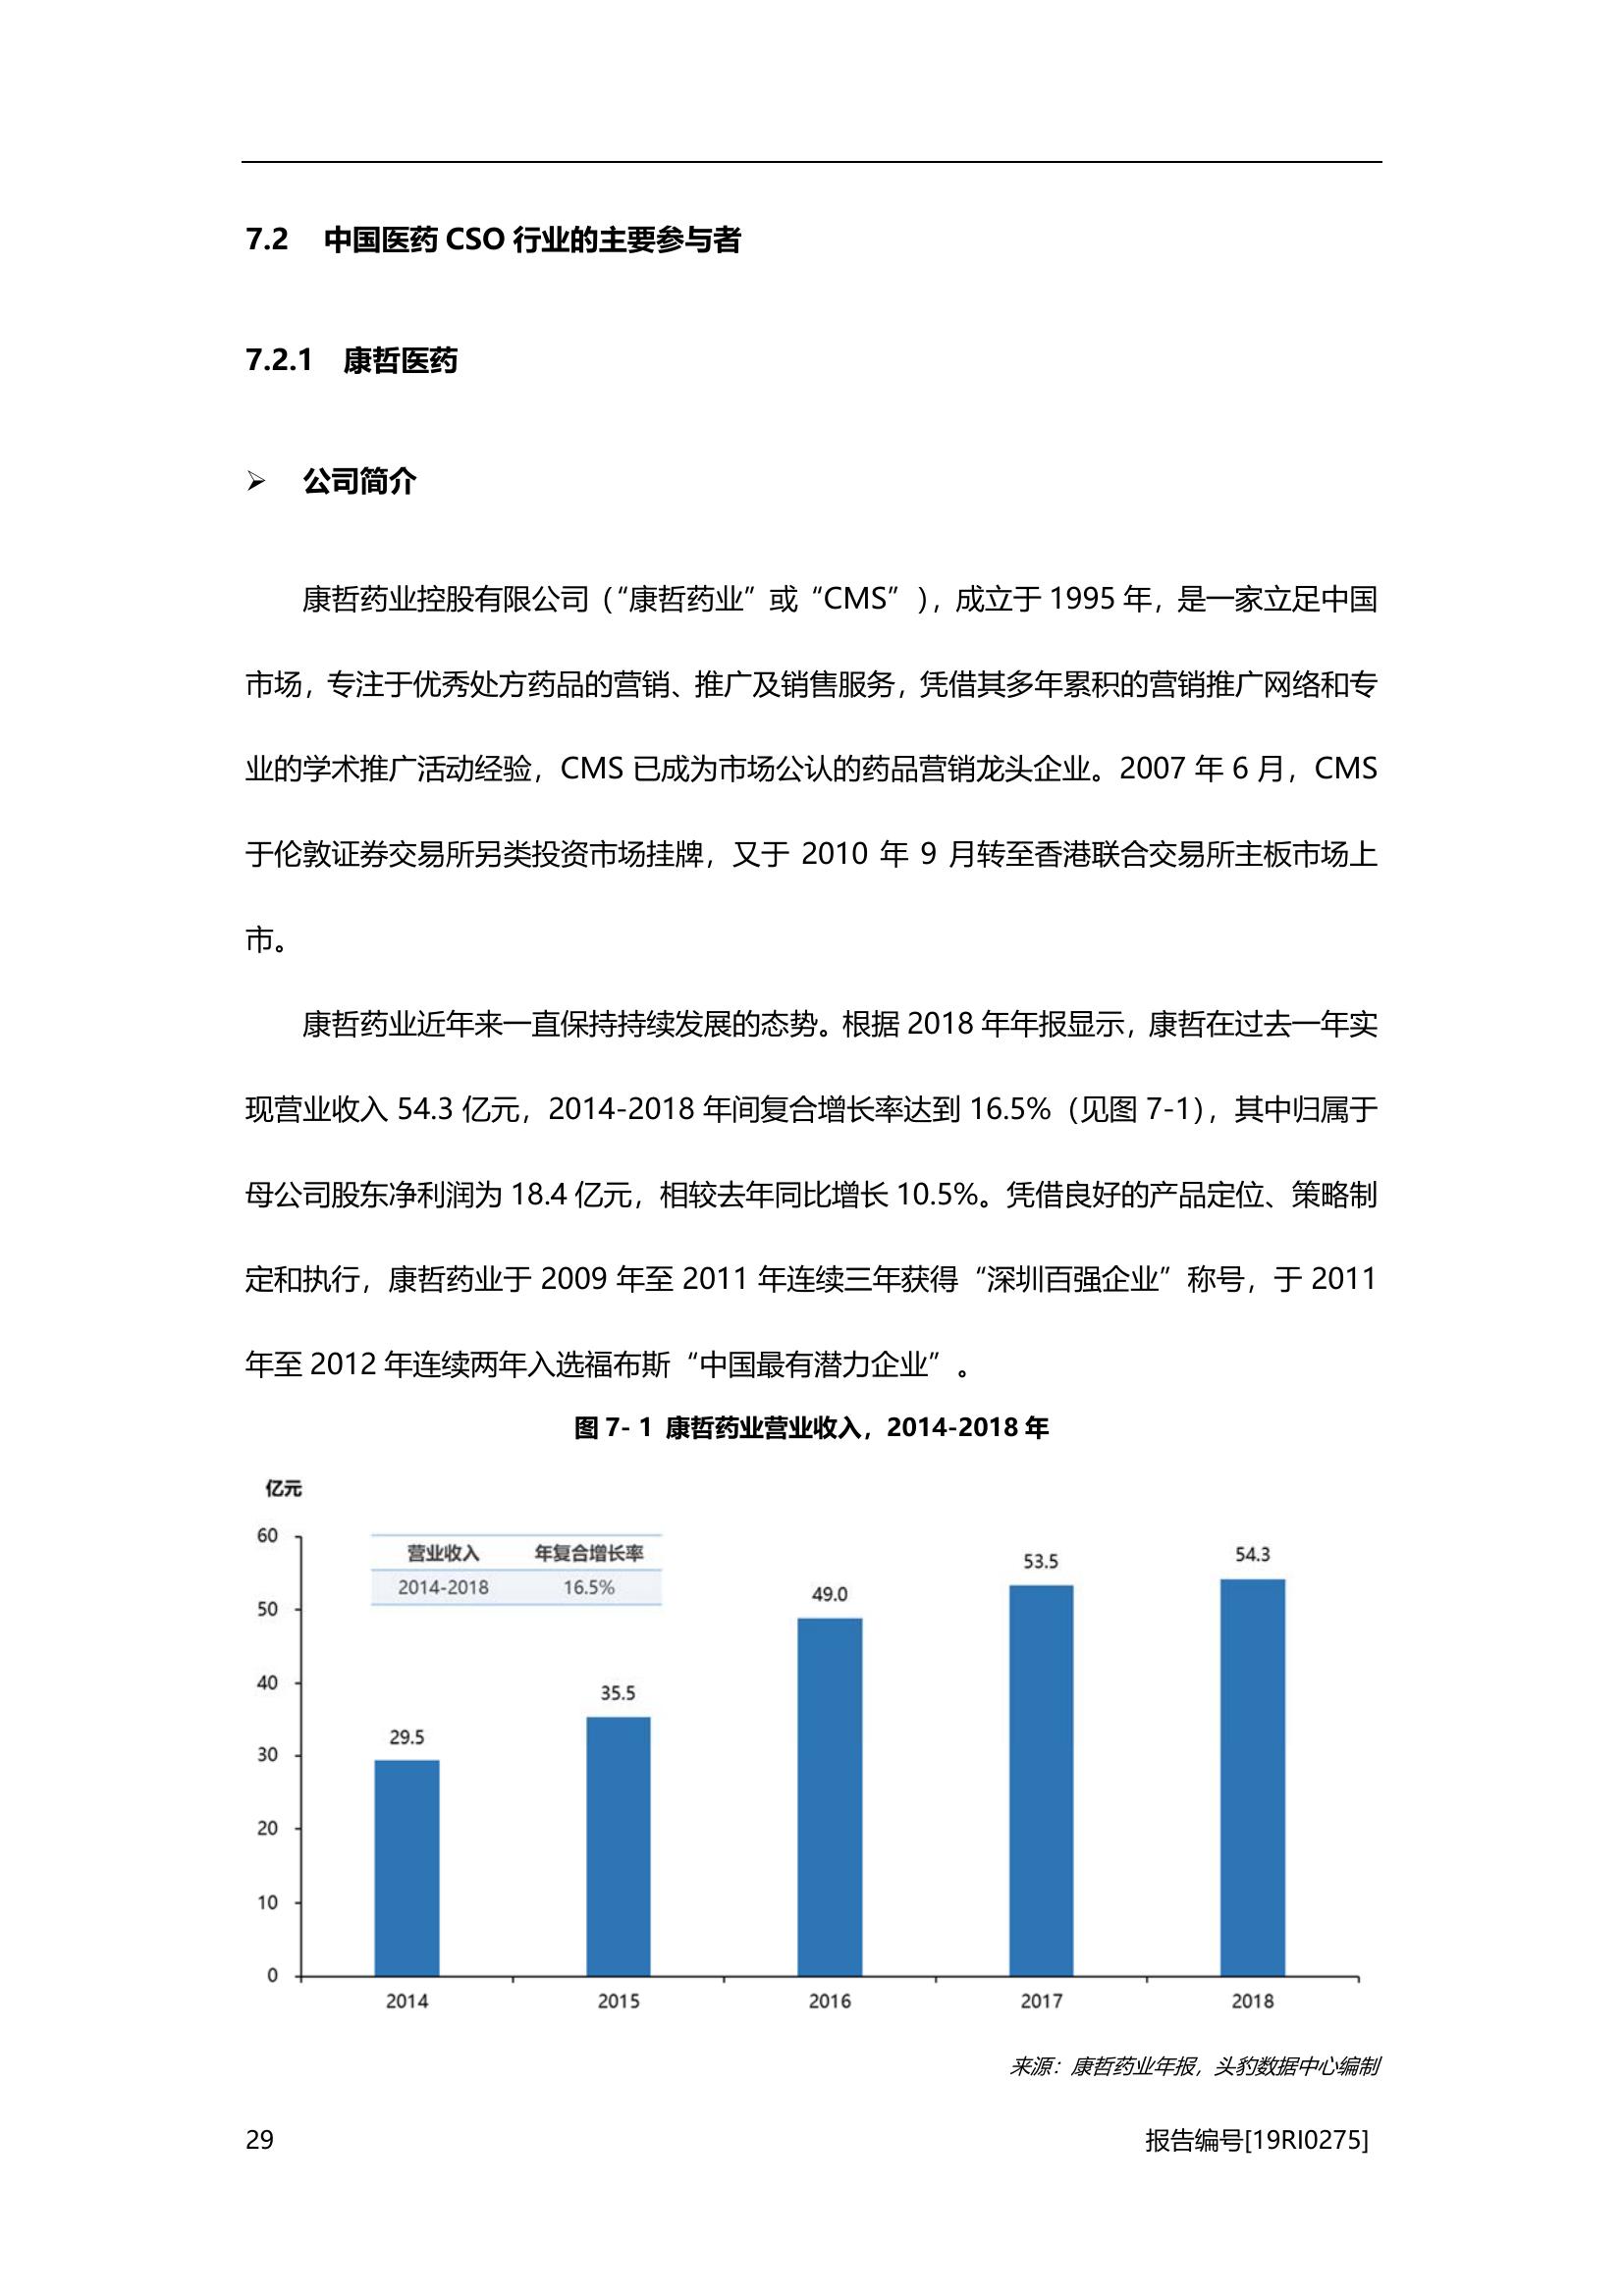 7.2 中国医药 CSO 行业的主要参与者
7.2.1 康哲医药
➢ 公司简介
康哲药业控股有限公司（“康哲药业”或“CMS”），成立于 1995 年，是一家立足中国
市场，专注于优秀处方药品的营销、推广及销售服务，凭借其多年累积的营销推广网络和专
业的学术推广活动经验，CMS 已成为市场公认的药品营销龙头企业。2007 年 6 月，CMS
于伦敦证券交易所另类投资市场挂牌，又于 2010 年 9 月转至香港联合交易所主板市场上
市。
康哲药业近年来一直保持持续发展的态势。根据 2018 年年报显示，康哲在过去一年实
现营业收入 54.3 亿元，2014-2018 年间复合增长率达到 16.5%（见图 7-1），其中归属于
母公司股东净利润为 18.4 亿元，相较去年同比增长 10.5%。凭借良好的产品定位、策略制
定和执行，康哲药业于 2009 年至 2011 年连续三年获得“深圳百强企业”称号，于 2011
年至 2012 年连续两年入选福布斯“中国最有潜力企业”。
图 7- 1 康哲药业营业收入，2014-2018 年
亿元
营业收入 年复合增长率
2014-2018 16.5%
60
50
40
30
20
10
0
29.5
35.5
49.0
53.5
54.3
2014 2015 2016 2017 2018
来源：康哲药业年报，头豹数据中心编制
29 报告编号[19RI0275]